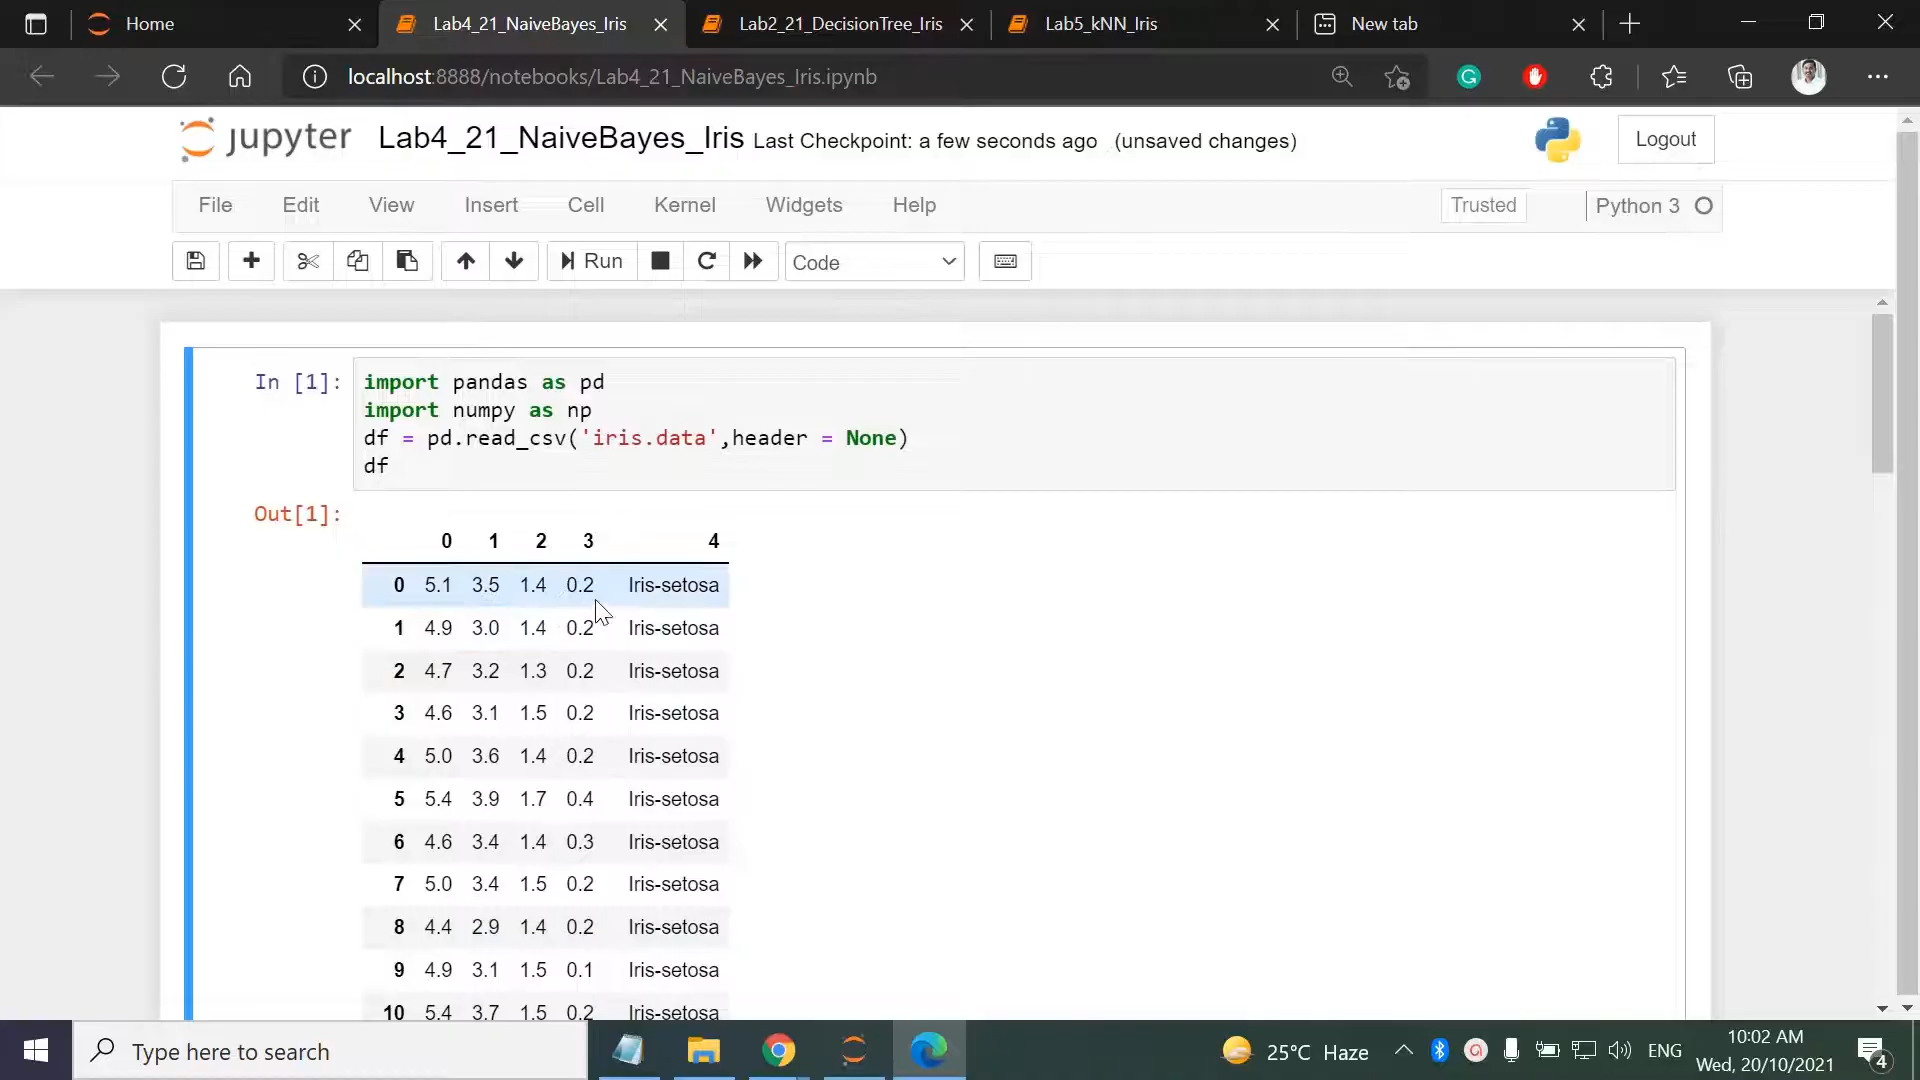 Home
Lab4_21_NaiveBayes_Iris
Lab2_21_DecisionTree_Iris
Lab5_kNN_Iris
New tab
localhost:8888/notebooks/Lab4_21_NaiveBayes_Iris.ipynb
jupyter Lab4_21_NaiveBayes_Iris Last Checkpoint: a few seconds ago (unsaved changes)
Logout
File Edit View Insert Cell Kernel Widgets Help
Trusted
Python 3
Run
Code
In [1]:
import pandas as pd
import numpy as np
df = pd.read_csv('iris.data',header = None)
df
Out[1]:
0 1 2 3 4
0 5.1 3.5 1.4 0.2 Iris-setosa
1 4.9 3.0 1.4 0.2 Iris-setosa
2 4.7 3.2 1.3 0.2 Iris-setosa
3 4.6 3.1 1.5 0.2 Iris-setosa
4 5.0 3.6 1.4 0.2 Iris-setosa
5 5.4 3.9 1.7 0.4 Iris-setosa
6 4.6 3.4 1.4 0.3 Iris-setosa
7 5.0 3.4 1.5 0.2 Iris-setosa
8 4.4 2.9 1.4 0.2 Iris-setosa
9 4.9 3.1 1.5 0.1 Iris-setosa
10 5.4 3.7 1.5 0.2 Iris-setosa
Type here to search
25°C Haze
ENG
10:02 AM
Wed, 20/10/2021
4